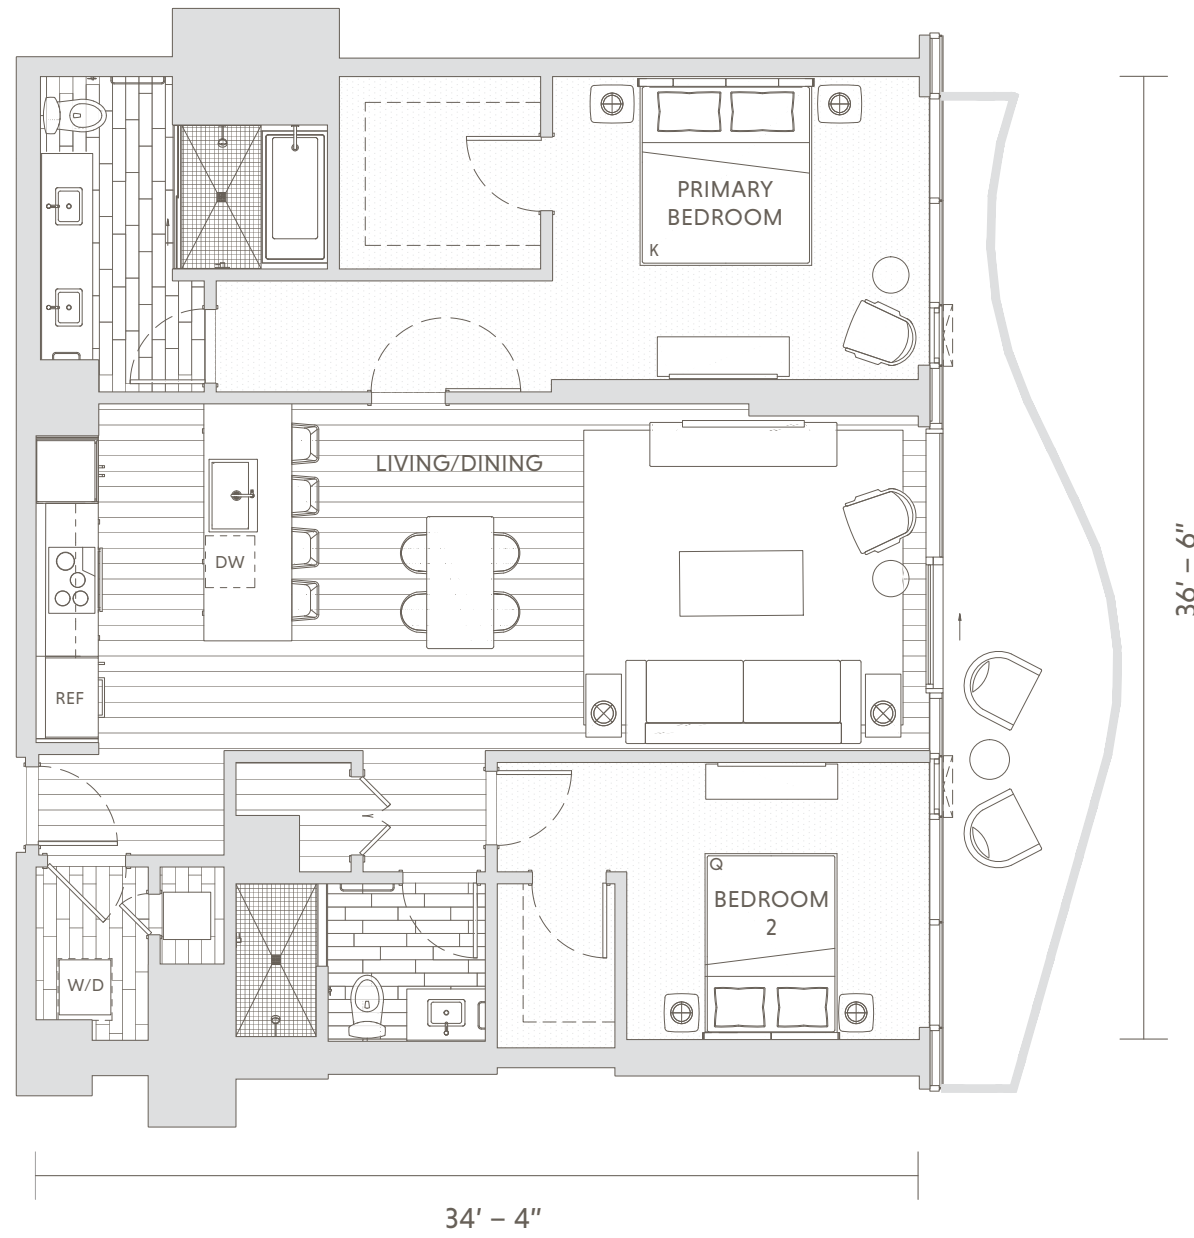 PRIMARY
BEDROOM
K
LIVING/DINING
DW
36' – 6"
REF
Q
BEDROOM
2
W/D
34' – 4"